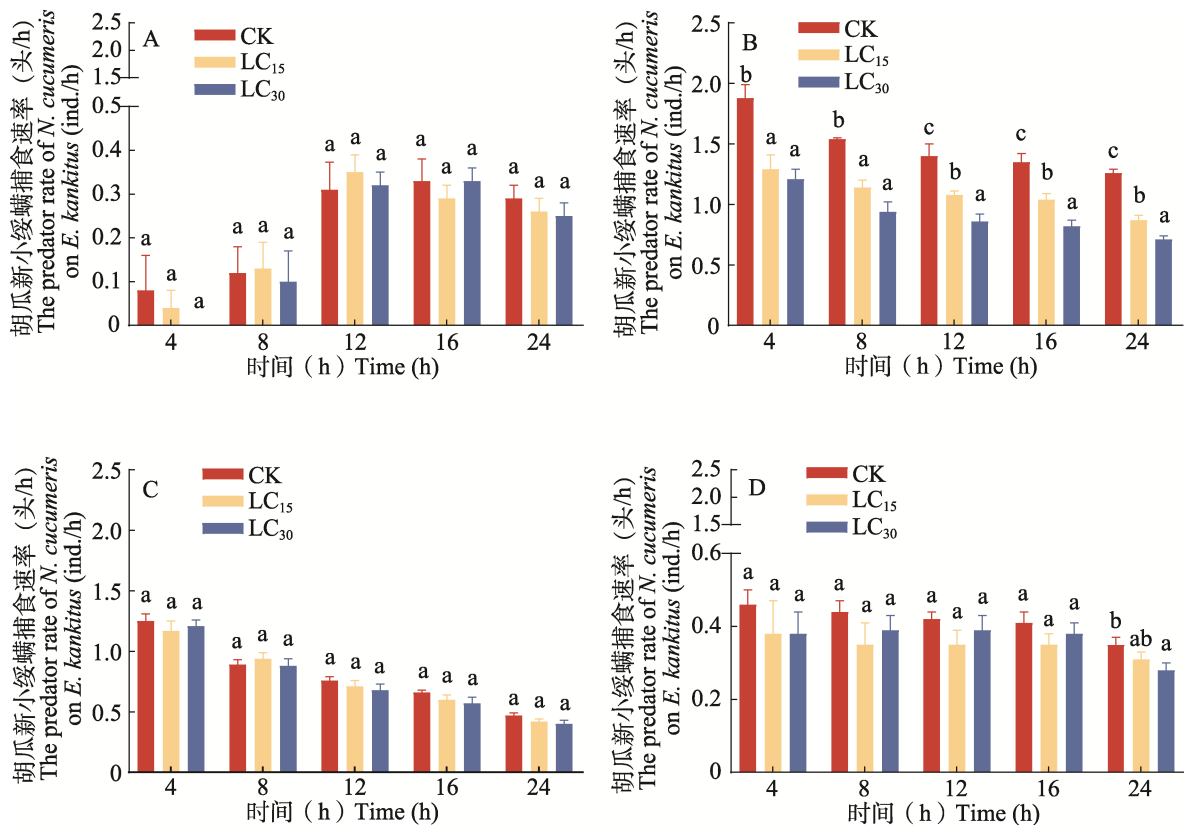 胡瓜新小绥螨捕食速率（头/h）
The predator rate of N. cucumeris
on E. kankitus (ind./h)
A
CK
LC15
LC30
2.5
2.0
1.5
0.5
0.4
0.3
0.2
0.1
0
a a a
a a a
a a a
a a a
a a a
4 8 12 16 24
时间（h）Time (h)
胡瓜新小绥螨捕食速率（头/h）
The predator rate of N. cucumeris
on E. kankitus (ind./h)
B
CK
LC15
LC30
2.5
2.0
1.5
1.0
0.5
0
b a a
b a a
c b a
c b a
c b a
4 8 12 16 24
时间（h）Time (h)
胡瓜新小绥螨捕食速率（头/h）
The predator rate of N. cucumeris
on E. kankitus (ind./h)
C
CK
LC15
LC30
2.5
2.0
1.5
1.0
0.5
0
a a a
a a a
a a a
a a a
a a a
4 8 12 16 24
时间（h）Time (h)
胡瓜新小绥螨捕食速率（头/h）
The predator rate of N. cucumeris
on E. kankitus (ind./h)
D
CK
LC15
LC30
2.5
2.0
1.5
0.6
0.4
0.2
0
a a a
a a a
a a a
a a a
b ab a
4 8 12 16 24
时间（h）Time (h)